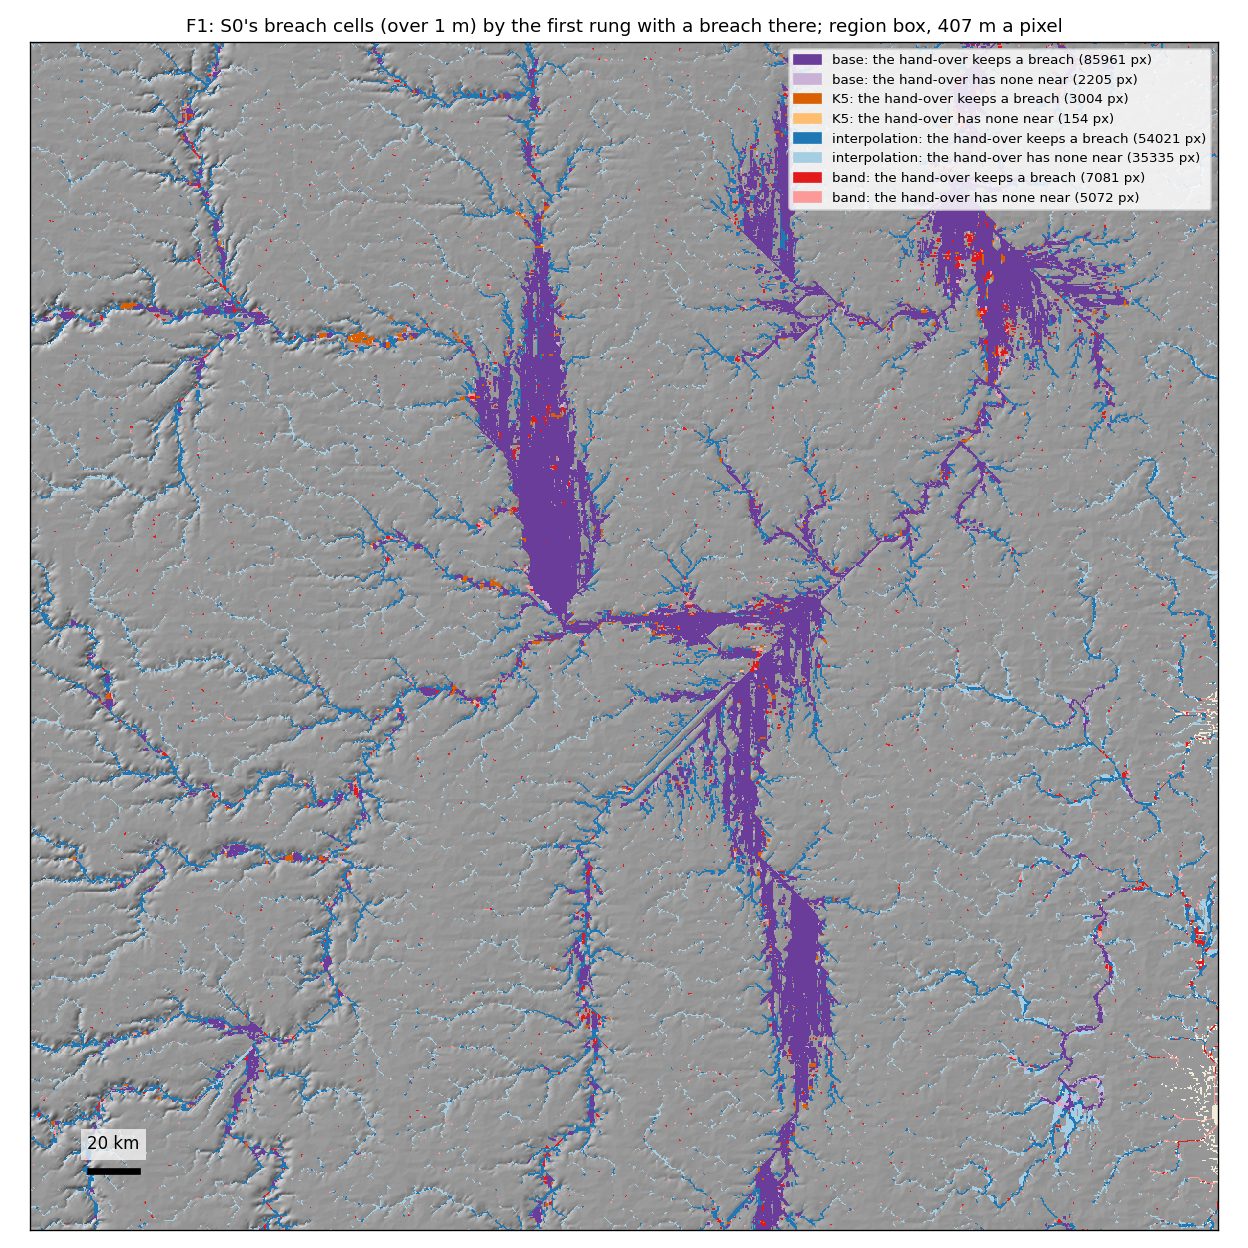 F1: S0's breach cells (over 1 m) by the first rung with a breach there; region box, 407 m a pixel
base: the hand-over keeps a breach (85961 px)
base: the hand-over has none near (2205 px)
K5: the hand-over keeps a breach (3004 px)
K5: the hand-over has none near (154 px)
interpolation: the hand-over keeps a breach (54021 px)
interpolation: the hand-over has none near (35335 px)
band: the hand-over keeps a breach (7081 px)
band: the hand-over has none near (5072 px)
20 km